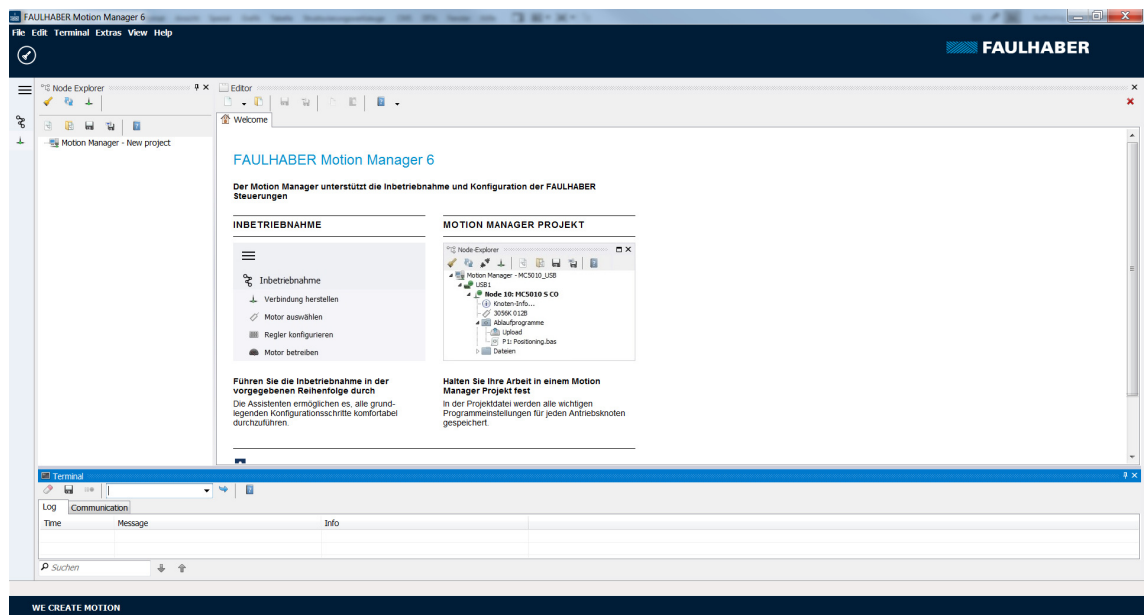 FAULHABER Motion Manager 6
File Edit Terminal Extras View Help
FAULHABER
Node Explorer
Motion Manager - New project
Editor
Welcome
FAULHABER Motion Manager 6
Der Motion Manager unterstützt die Inbetriebnahme und Konfiguration der FAULHABER
Steuerungen
INBETRIEBNAHME
Inbetriebnahme
Verbindung herstellen
Motor auswählen
Regler konfigurieren
Motor betreiben
Führen Sie die Inbetriebnahme in der
vorgegebenen Reihenfolge durch
Die Assistenten ermöglichen es, alle grund-
legenden Konfigurationsschritte komfortabel
durchzuführen.
MOTION MANAGER PROJEKT
Node-Explorer
Motion Manager - MC5010_USB
USB1
Node 10: MC5010 S CO
Knoten-Info...
3056K 012B
Ablaufprogramme
Upload
P1: Positioning.bas
Dateien
Halten Sie Ihre Arbeit in einem Motion
Manager Projekt fest
In der Projektdatei werden alle wichtigen
Programmeinstellungen für jeden Antriebsknoten
gespeichert.
Terminal
Log Communication
Time Message Info
Suchen
WE CREATE MOTION